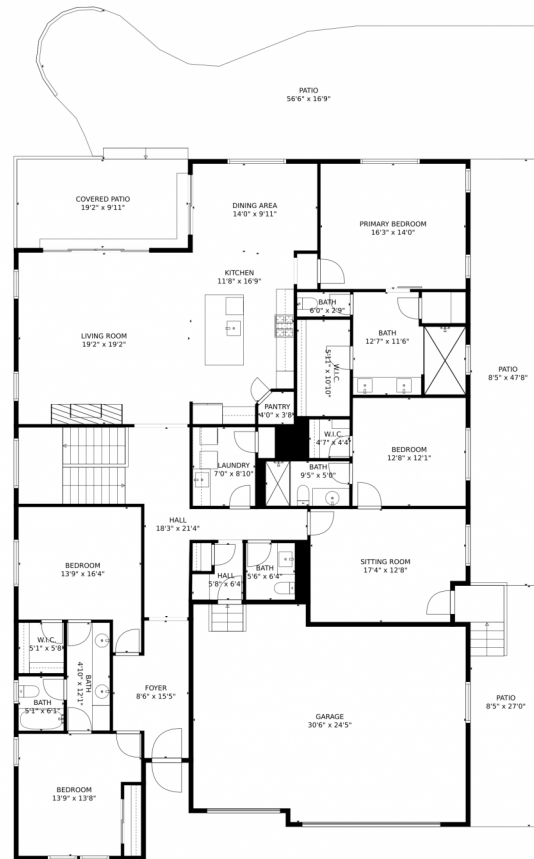 PATIO
56'6" x 16'9"
COVERED PATIO
19'2" x 9'11"
DINING AREA
14'0" x 9'11"
PRIMARY BEDROOM
16'3" x 14'0"
KITCHEN
11'8" x 16'9"
BATH
6'0" x 2'9"
LIVING ROOM
19'2" x 19'2"
BATH
12'7" x 11'6"
W.I.C.
5'11" x 10'10"
PATIO
8'5" x 47'8"
PANTRY
4'0" x 3'8"
W.I.C.
4'7" x 4'4"
BEDROOM
12'8" x 12'1"
LAUNDRY
7'0" x 8'10"
BATH
9'5" x 5'0"
HALL
18'3" x 21'4"
BEDROOM
13'9" x 16'4"
HALL
5'8" x 6'4"
BATH
5'6" x 6'4"
SITTING ROOM
17'4" x 12'8"
W.I.C.
5'1" x 5'8"
BATH
4'10" x 12'1"
FOYER
8'6" x 15'5"
BATH
5'1" x 6'1"
GARAGE
30'6" x 24'5"
PATIO
8'5" x 27'0"
BEDROOM
13'9" x 13'8"